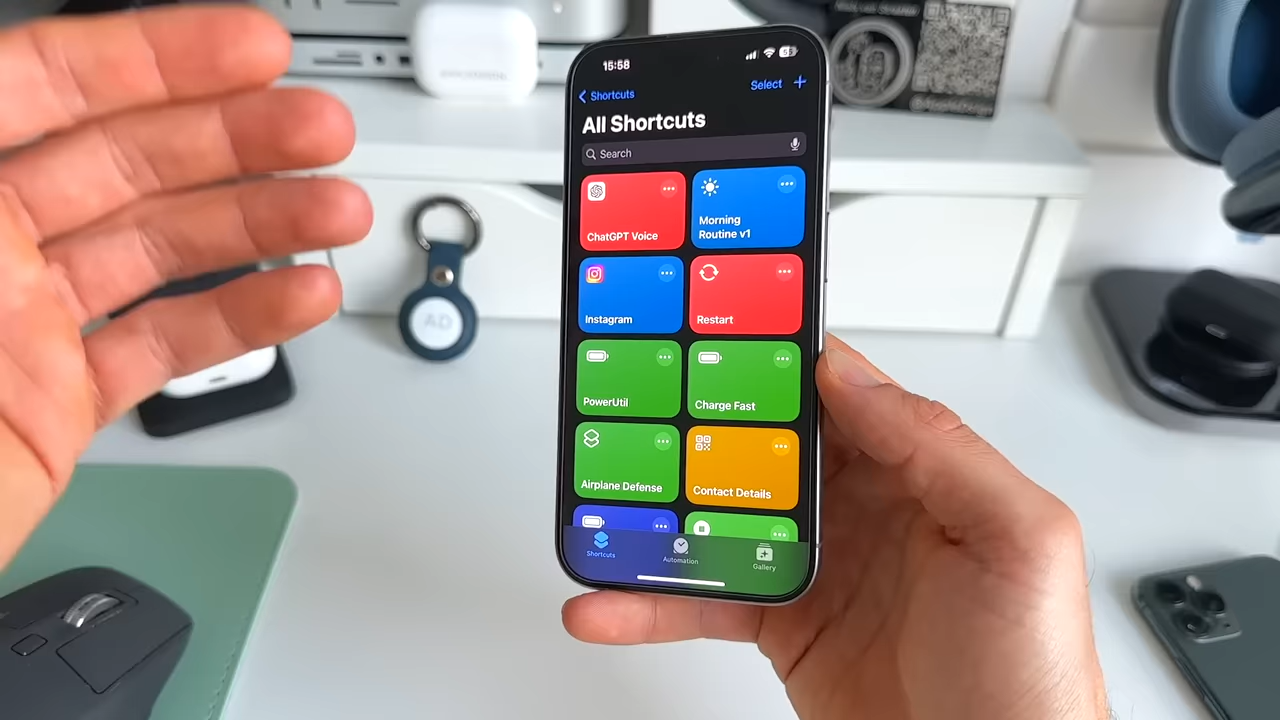 15:58
Shortcuts
Select +
All Shortcuts
Search
ChatGPT Voice
Morning
Routine v1
Instagram
Restart
PowerUtil
Charge Fast
Airplane Defense
Contact Details
Shortcuts
Automation
Gallery
AD